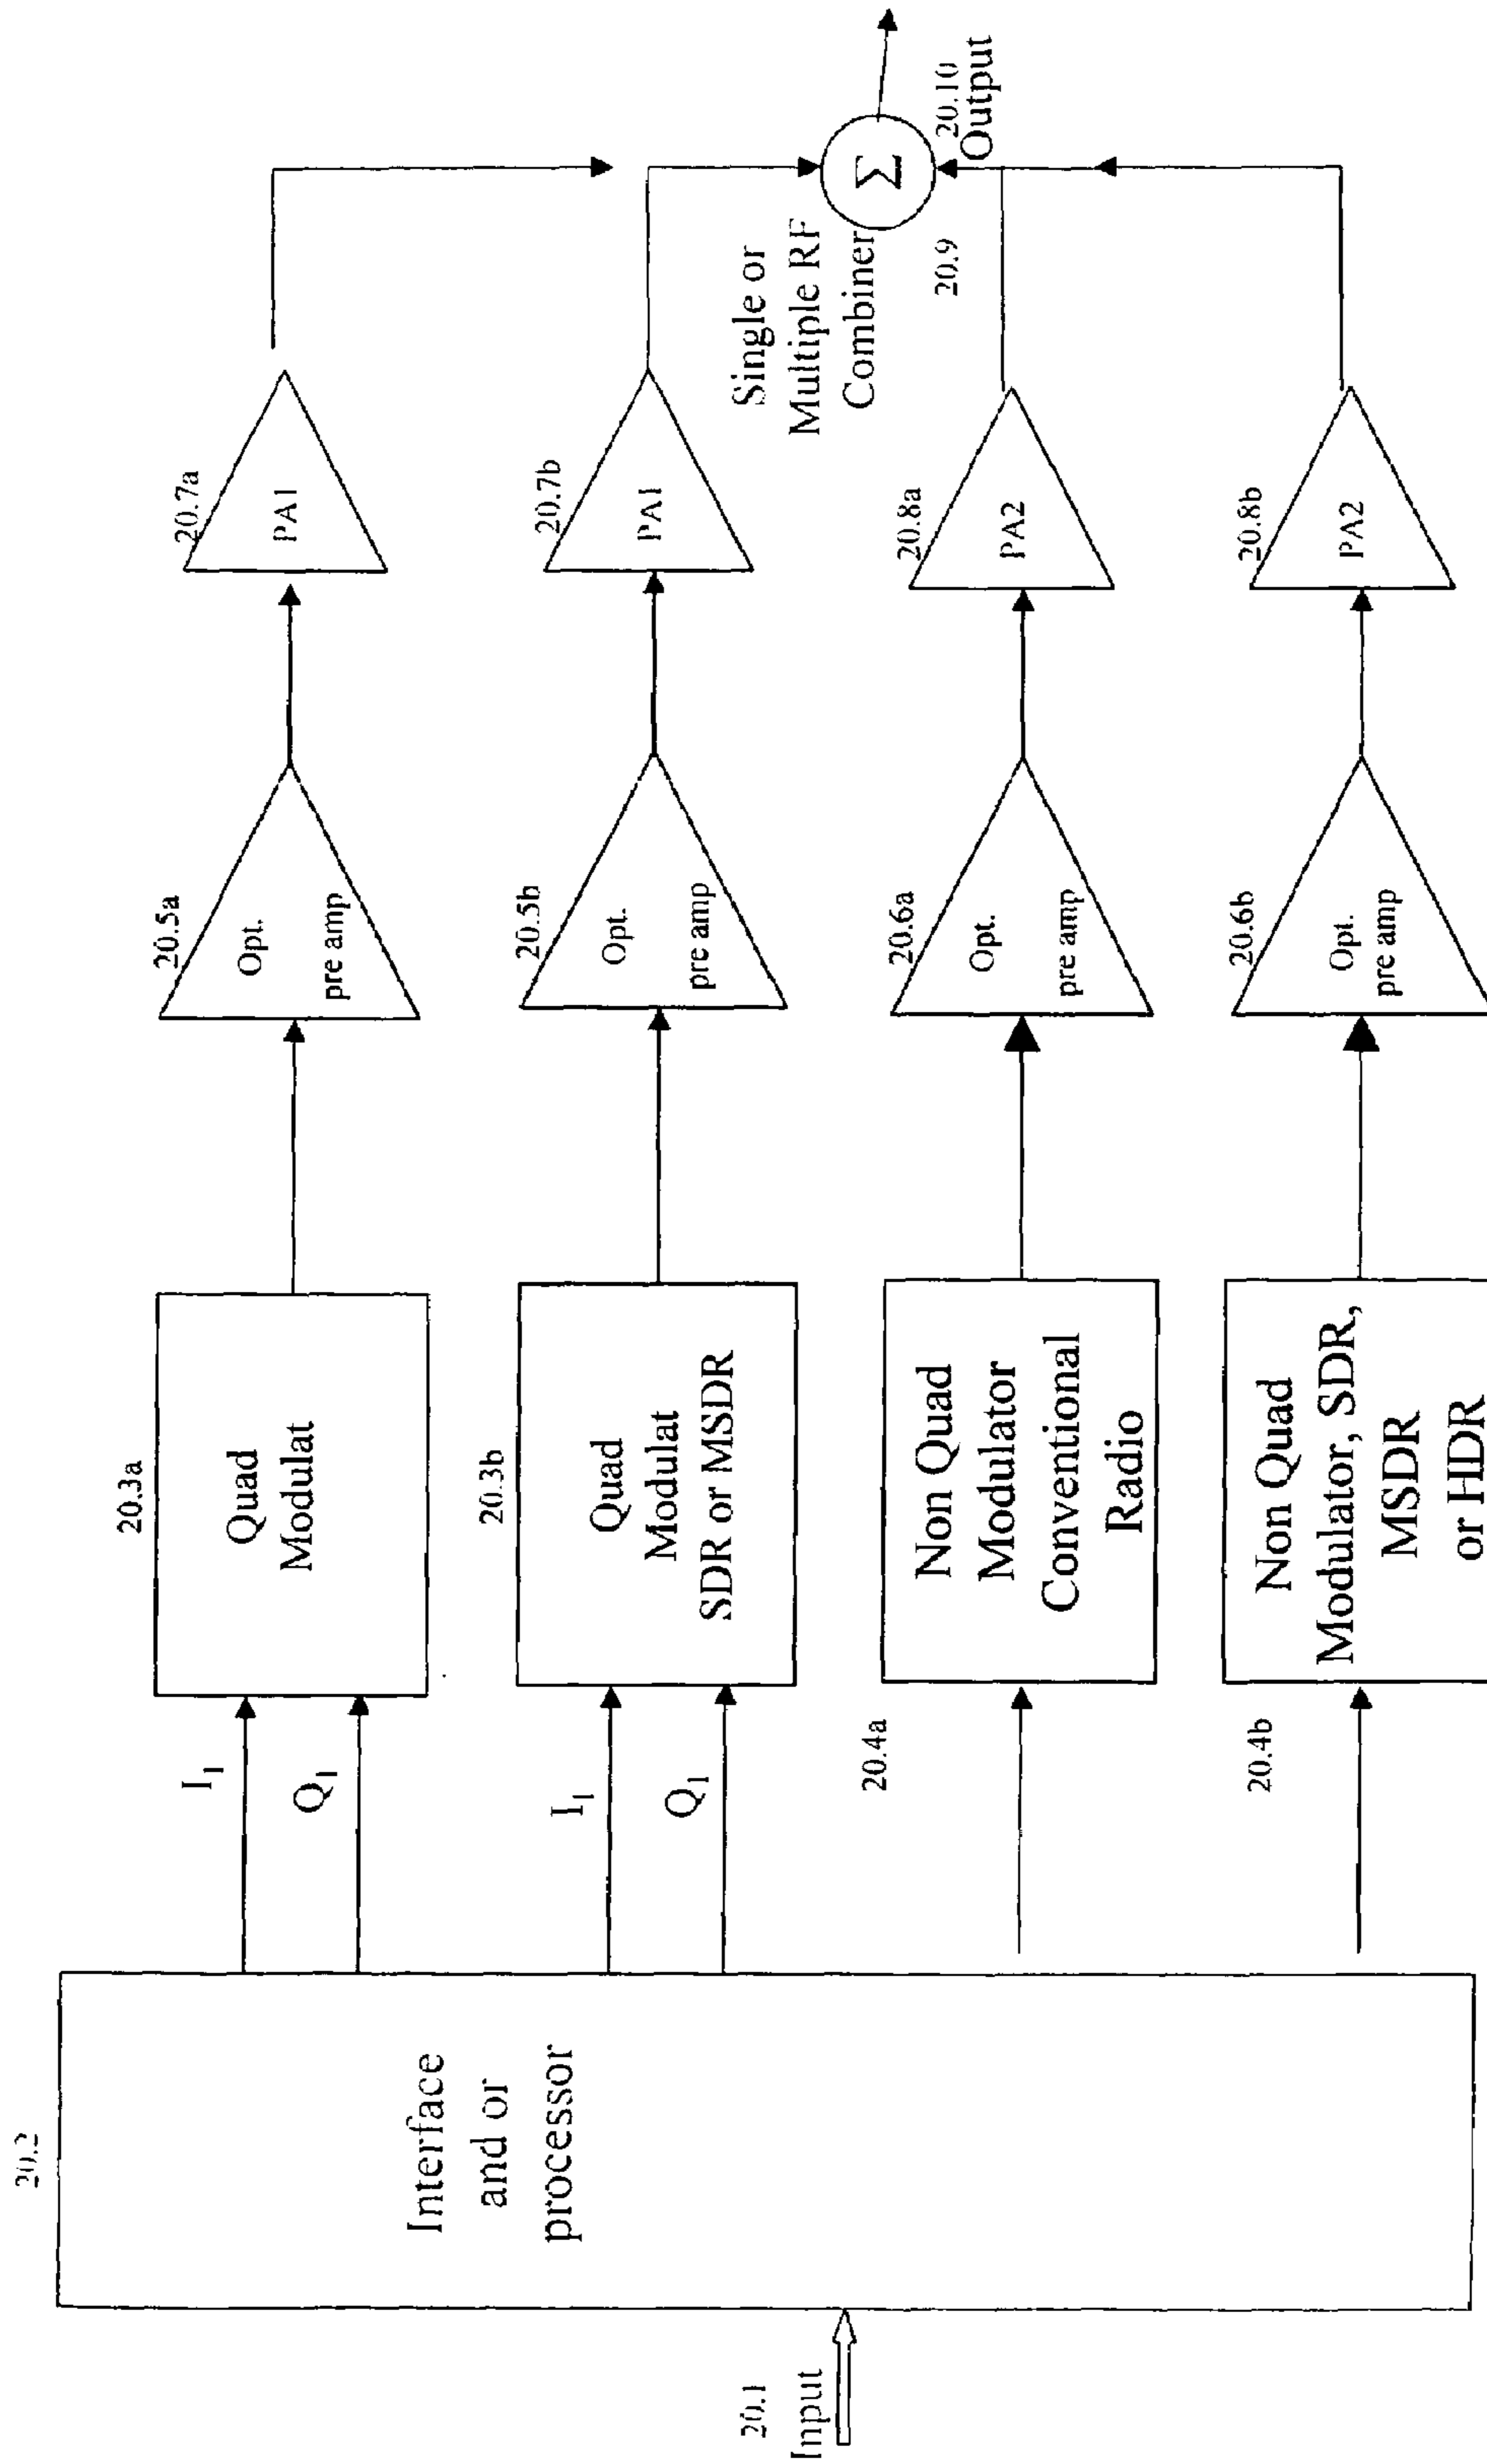 20.1
Input
20.2
Interface
and or
processor
I1
Q1
20.3a
Quad
Modulat
20.5a
Opt.
pre amp
20.7a
PA1
I1
Q1
20.3b
Quad
Modulat
SDR or MSDR
20.5b
Opt.
pre amp
20.7b
PA1
20.4a
Non Quad
Modulator
Conventional
Radio
20.6a
Opt.
pre amp
20.8a
PA2
20.4b
Non Quad
Modulator, SDR,
MSDR
or HDR
20.6b
Opt.
pre amp
20.8b
PA2
Single or
Multiple RF
Combiner
20.9
Σ
20.10
Output